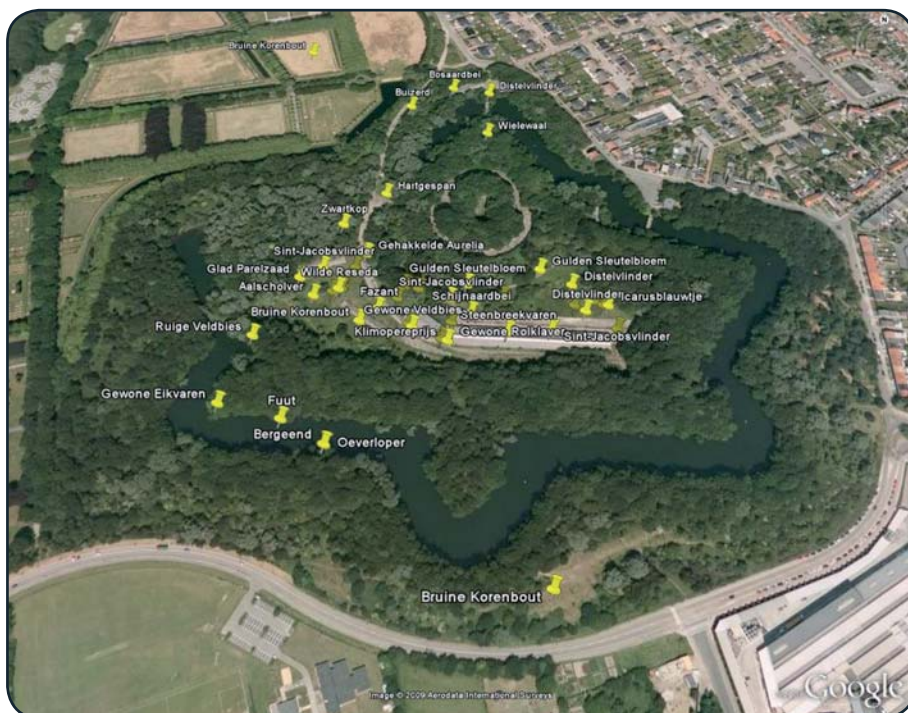 Bruine Korenbout
Bosaardbei
Distelvlinder
Buizerd
Wielewaal
Hartgespan
Zwartkop
Gehakkelde Aurelia
Sint-Jacobsvlinder
Gulden Sleutelbloem
Glad Parelzaad
Wilde Reseda
Gulden Sleutelbloem
Distelvlinder
Aalscholver
Sint-Jacobsvlinder
Fazant
Schijnaardbei
Distelvlinder
Icarusblauwtje
Bruine Korenbout
Gewone Veldbies
Steenbreekvaren
Ruige Veldbies
Klimopereprijs
Gewone Rolklaver
Sint-Jacobsvlinder
Gewone Eikvaren
Fuut
Bergeend
Oeverloper
Bruine Korenbout
Image © 2009 Aerodata International Surveys
Google